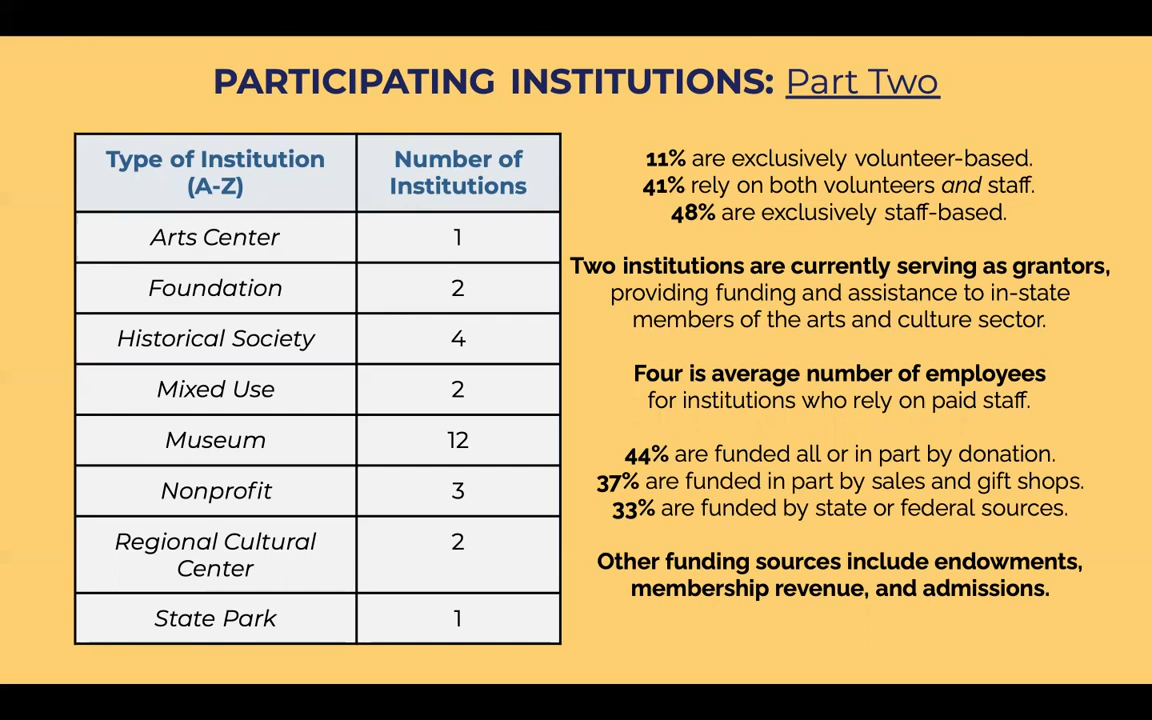 PARTICIPATING INSTITUTIONS: Part Two
Type of Institution
(A-Z)
Number of
Institutions
Arts Center
1
Foundation
2
Historical Society
4
Mixed Use
2
Museum
12
Nonprofit
3
Regional Cultural
Center
2
State Park
1
11% are exclusively volunteer-based.
41% rely on both volunteers and staff.
48% are exclusively staff-based.
Two institutions are currently serving as grantors,
providing funding and assistance to in-state
members of the arts and culture sector.
Four is average number of employees
for institutions who rely on paid staff.
44% are funded all or in part by donation.
37% are funded in part by sales and gift shops.
33% are funded by state or federal sources.
Other funding sources include endowments,
membership revenue, and admissions.